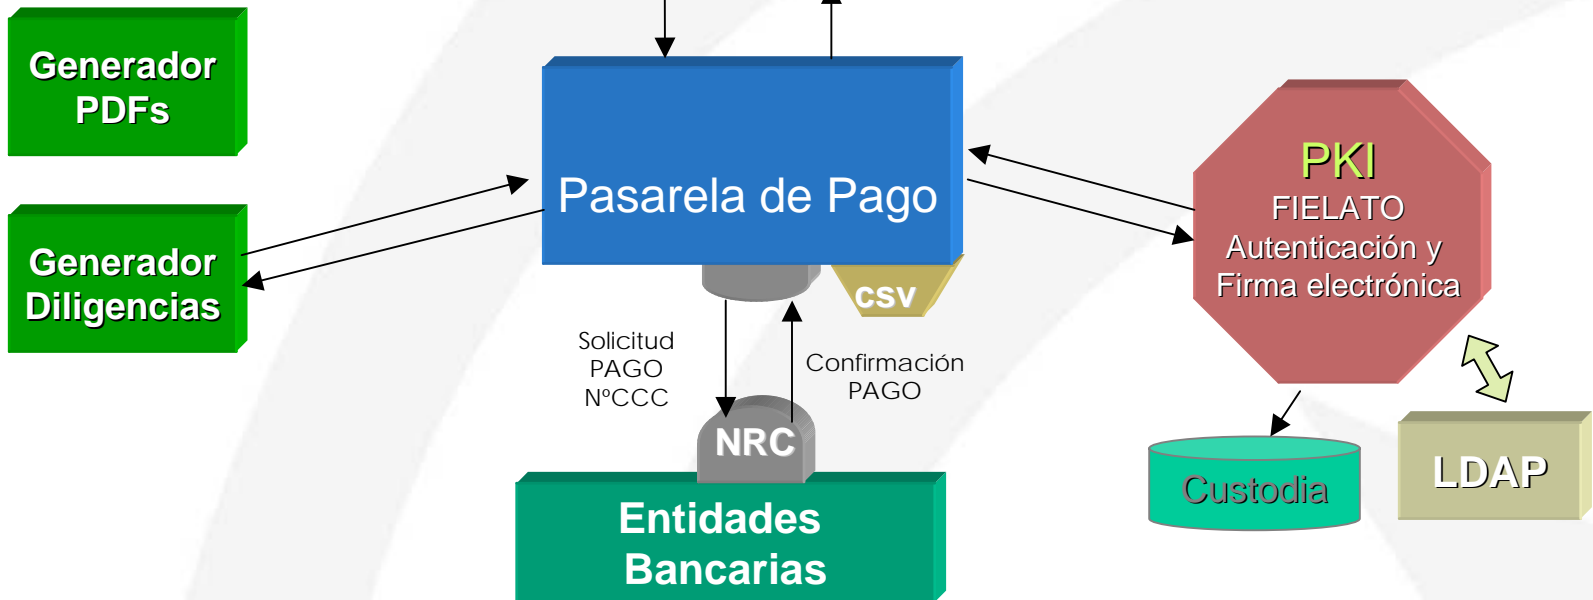 Generador
PDFs
Pasarela de Pago
PKI
FIELATO
Autenticación y
Firma electrónica
Generador
Diligencias
csv
Solicitud
PAGO
NºCCC
Confirmación
PAGO
NRC
Entidades
Bancarias
Custodia
LDAP